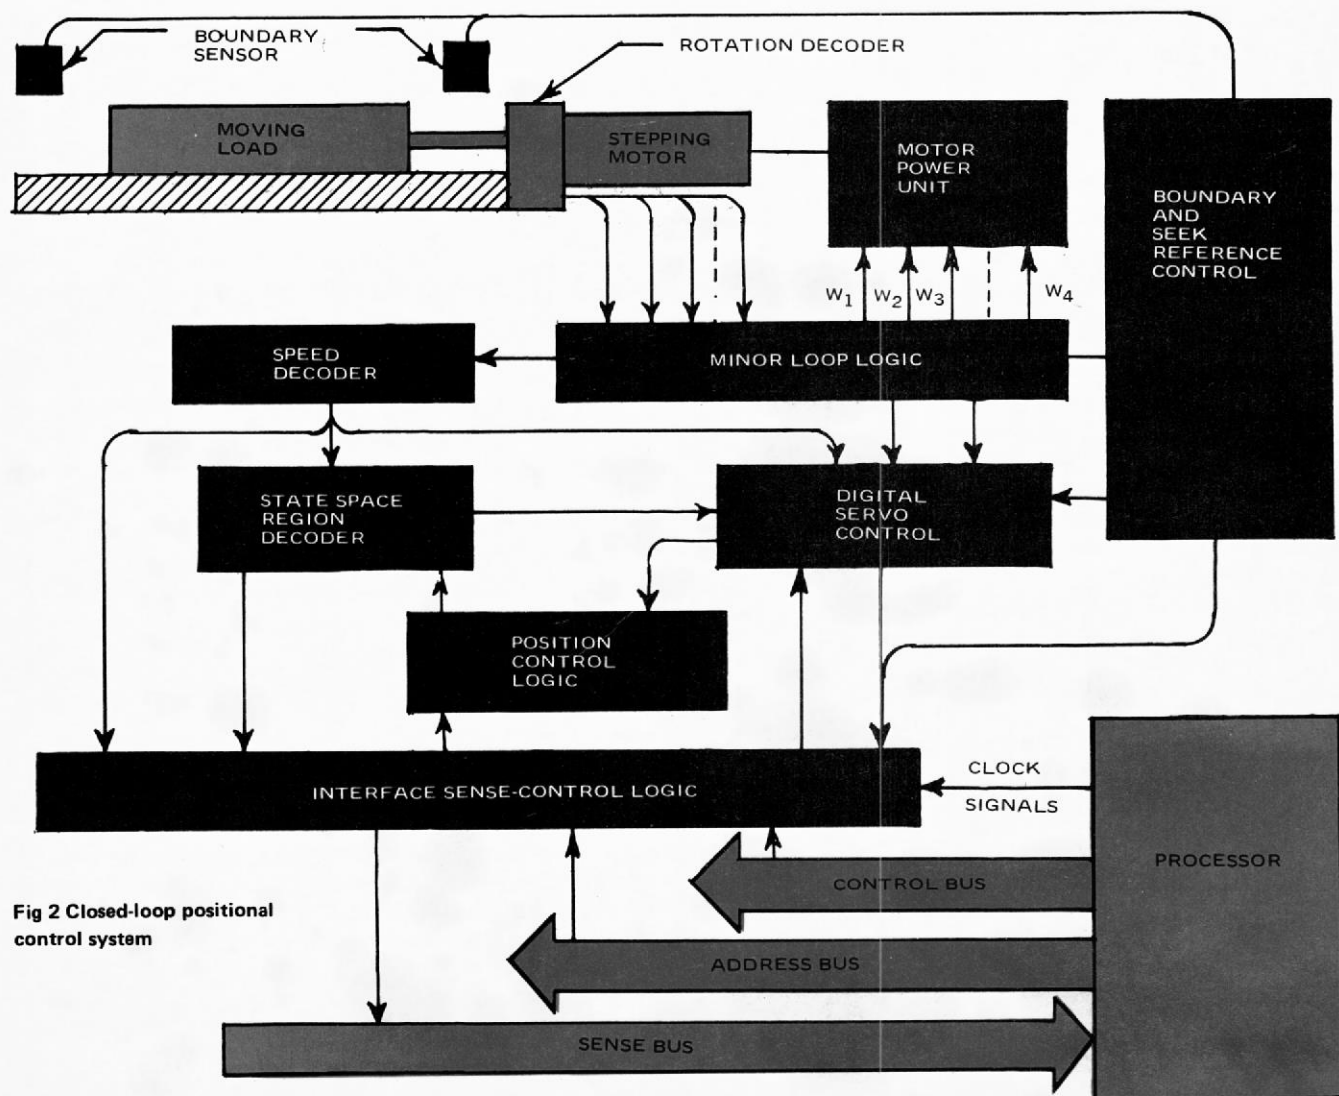 BOUNDARY
SENSOR
ROTATION DECODER
MOVING
LOAD
STEPPING
MOTOR
MOTOR
POWER
UNIT
BOUNDARY
AND
SEEK
REFERENCE
CONTROL
W1 W2 W3 W4
SPEED
DECODER
MINOR LOOP LOGIC
STATE SPACE
REGION
DECODER
DIGITAL
SERVO
CONTROL
POSITION
CONTROL
LOGIC
INTERFACE SENSE-CONTROL LOGIC
CLOCK
SIGNALS
PROCESSOR
CONTROL BUS
Fig 2 Closed-loop positional
control system
ADDRESS BUS
SENSE BUS